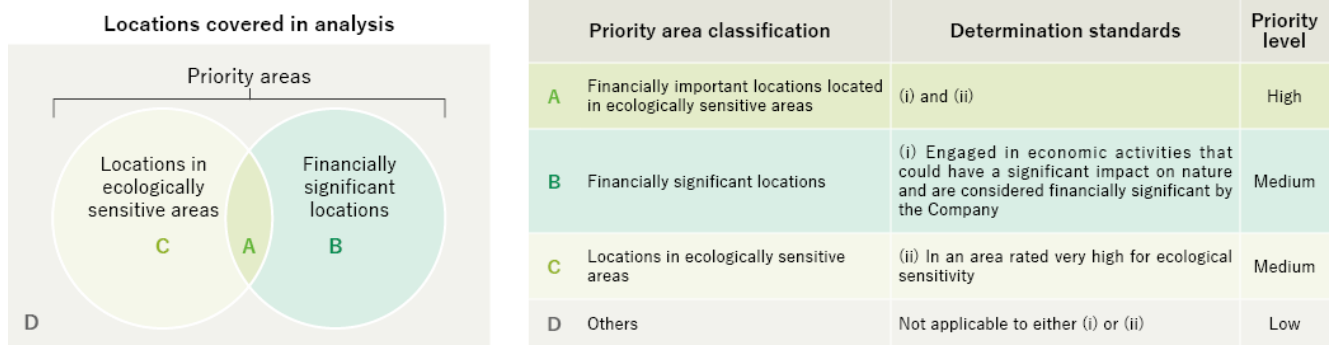 Locations covered in analysis
Priority areas
Locations in
ecologically
sensitive areas
C
A
Financially
significant
locations
B
D
Priority area classification
Determination standards
Priority
level
A
Financially important locations located
in ecologically sensitive areas
(i) and (ii)
High
B
Financially significant locations
(i) Engaged in economic activities that
could have a significant impact on nature
and are considered financially significant by
the Company
Medium
C
Locations in ecologically sensitive
areas
(ii) In an area rated very high for ecological
sensitivity
Medium
D
Others
Not applicable to either (i) or (ii)
Low